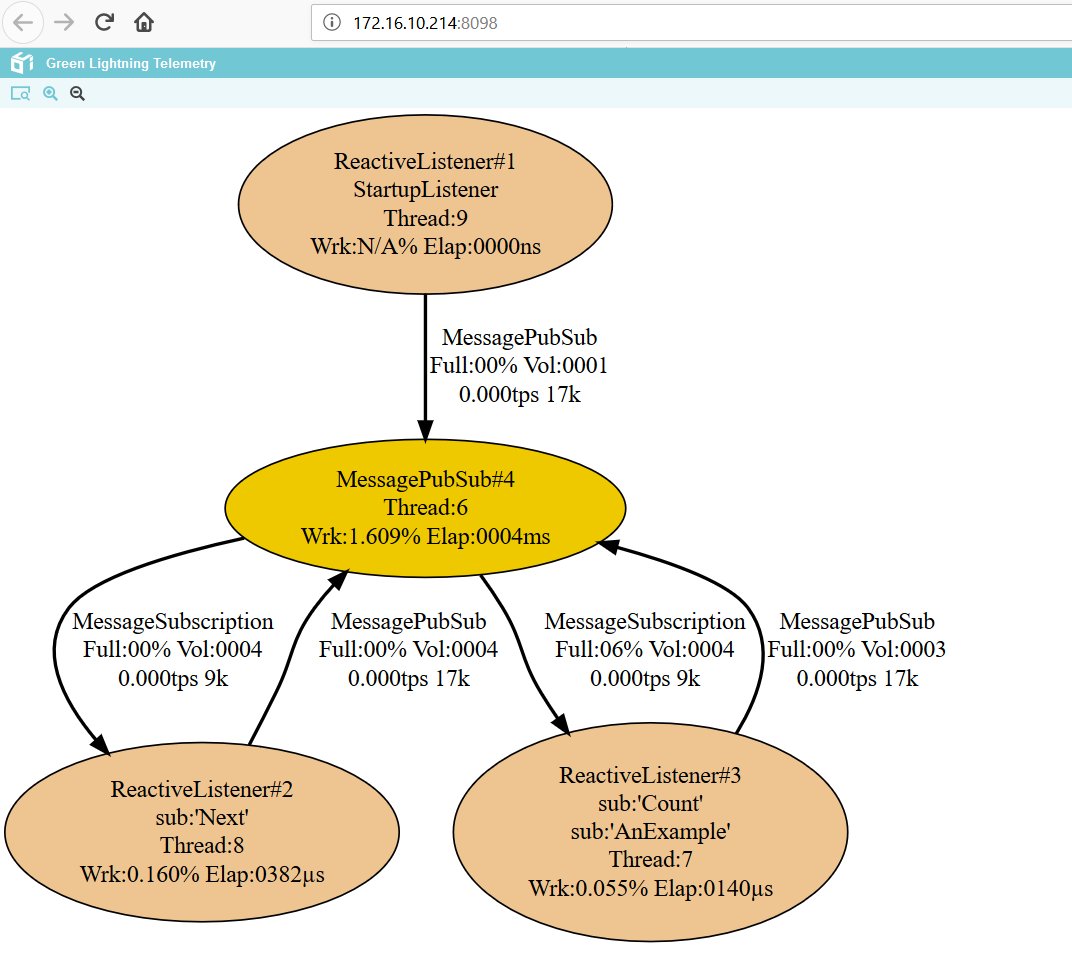 172.16.10.214:8098
Green Lightning Telemetry
ReactiveListener#1
StartupListener
Thread:9
Wrk:N/A% Elap:0000ns
MessagePubSub
Full:00% Vol:0001
0.000tps 17k
MessagePubSub#4
Thread:6
Wrk:1.609% Elap:0004ms
MessageSubscription
Full:00% Vol:0004
0.000tps 9k
MessagePubSub
Full:00% Vol:0004
0.000tps 17k
MessageSubscription
Full:06% Vol:0004
0.000tps 9k
MessagePubSub
Full:00% Vol:0003
0.000tps 17k
ReactiveListener#2
sub:'Next'
Thread:8
Wrk:0.160% Elap:0382µs
ReactiveListener#3
sub:'Count'
sub:'AnExample'
Thread:7
Wrk:0.055% Elap:0140µs